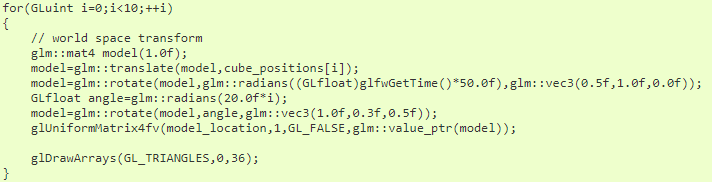 for(GLuint i=0;i<10;++i)
{
    // world space transform
    glm::mat4 model(1.0f);
    model=glm::translate(model,cube_positions[i]);
    model=glm::rotate(model,glm::radians((GLfloat)glfwGetTime()*50.0f),glm::vec3(0.5f,1.0f,0.0f));
    GLfloat angle=glm::radians(20.0f*i);
    model=glm::rotate(model,angle,glm::vec3(1.0f,0.3f,0.5f));
    glUniformMatrix4fv(model_location,1,GL_FALSE,glm::value_ptr(model));

    glDrawArrays(GL_TRIANGLES,0,36);
}